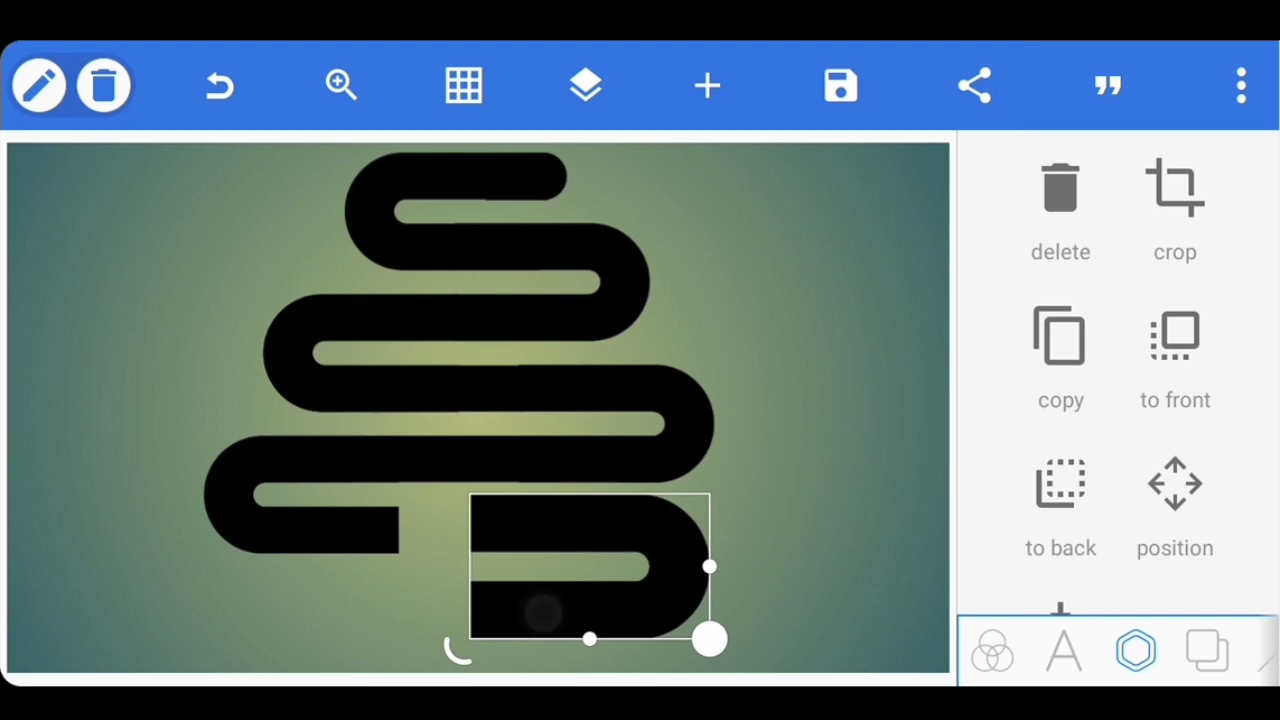 delete
crop
copy
to front
to back
position